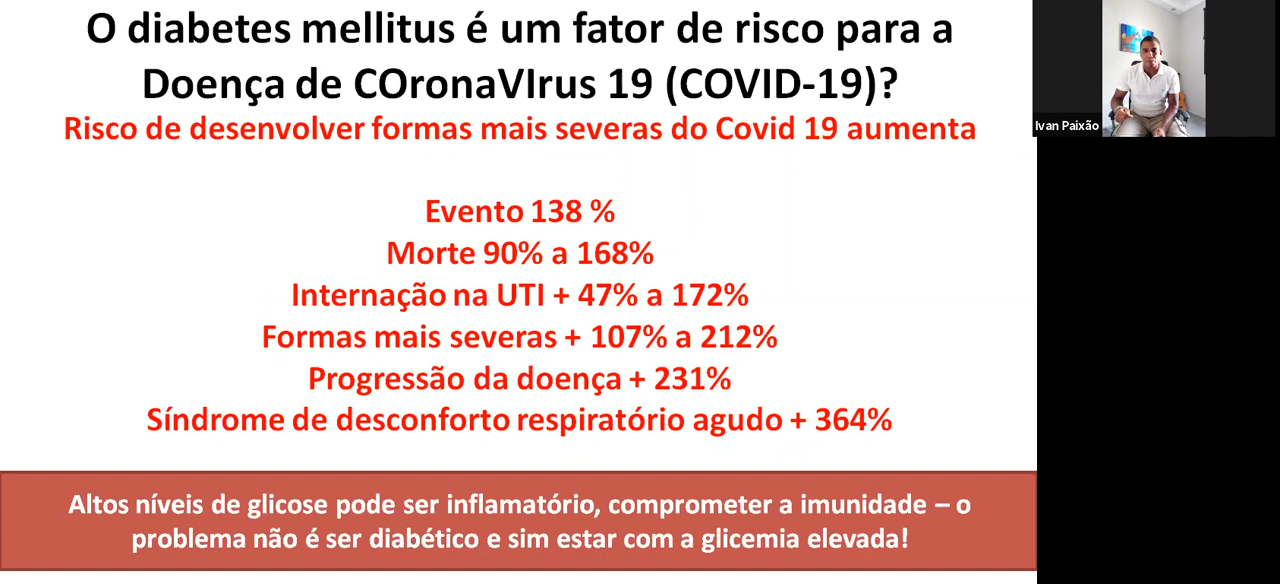 O diabetes mellitus é um fator de risco para a
Doença de COronaVIrus 19 (COVID-19)?
Risco de desenvolver formas mais severas do Covid 19 aumenta
Evento 138 %
Morte 90% a 168%
Internação na UTI + 47% a 172%
Formas mais severas + 107% a 212%
Progressão da doença + 231%
Síndrome de desconforto respiratório agudo + 364%
Altos níveis de glicose pode ser inflamatório, comprometer a imunidade – o
problema não é ser diabético e sim estar com a glicemia elevada!
Ivan Paixão